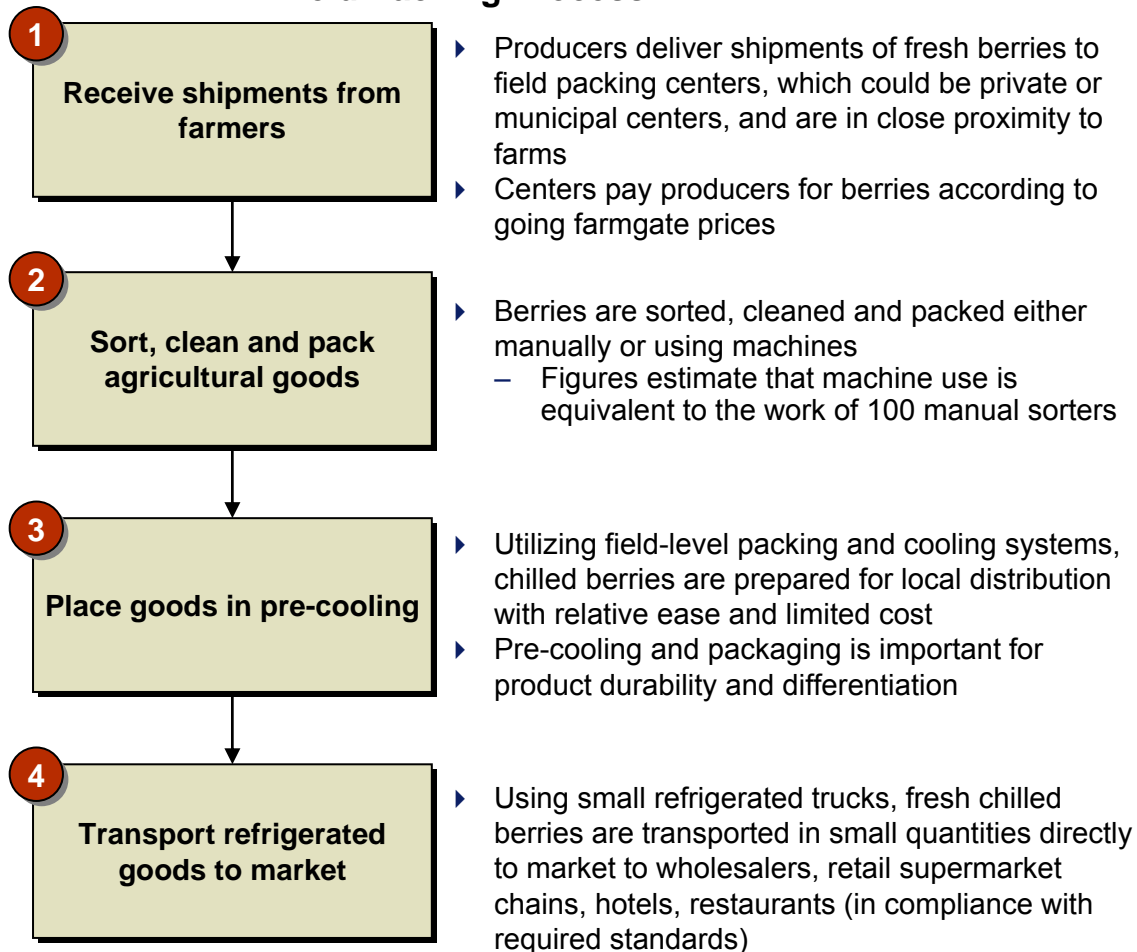 1
Receive shipments from
farmers
Producers deliver shipments of fresh berries to
field packing centers, which could be private or
municipal centers, and are in close proximity to
farms
Centers pay producers for berries according to
going farmgate prices
2
Sort, clean and pack
agricultural goods
Berries are sorted, cleaned and packed either
manually or using machines
– Figures estimate that machine use is
equivalent to the work of 100 manual sorters
3
Place goods in pre-cooling
Utilizing field-level packing and cooling systems,
chilled berries are prepared for local distribution
with relative ease and limited cost
Pre-cooling and packaging is important for
product durability and differentiation
4
Transport refrigerated
goods to market
Using small refrigerated trucks, fresh chilled
berries are transported in small quantities directly
to market to wholesalers, retail supermarket
chains, hotels, restaurants (in compliance with
required standards)